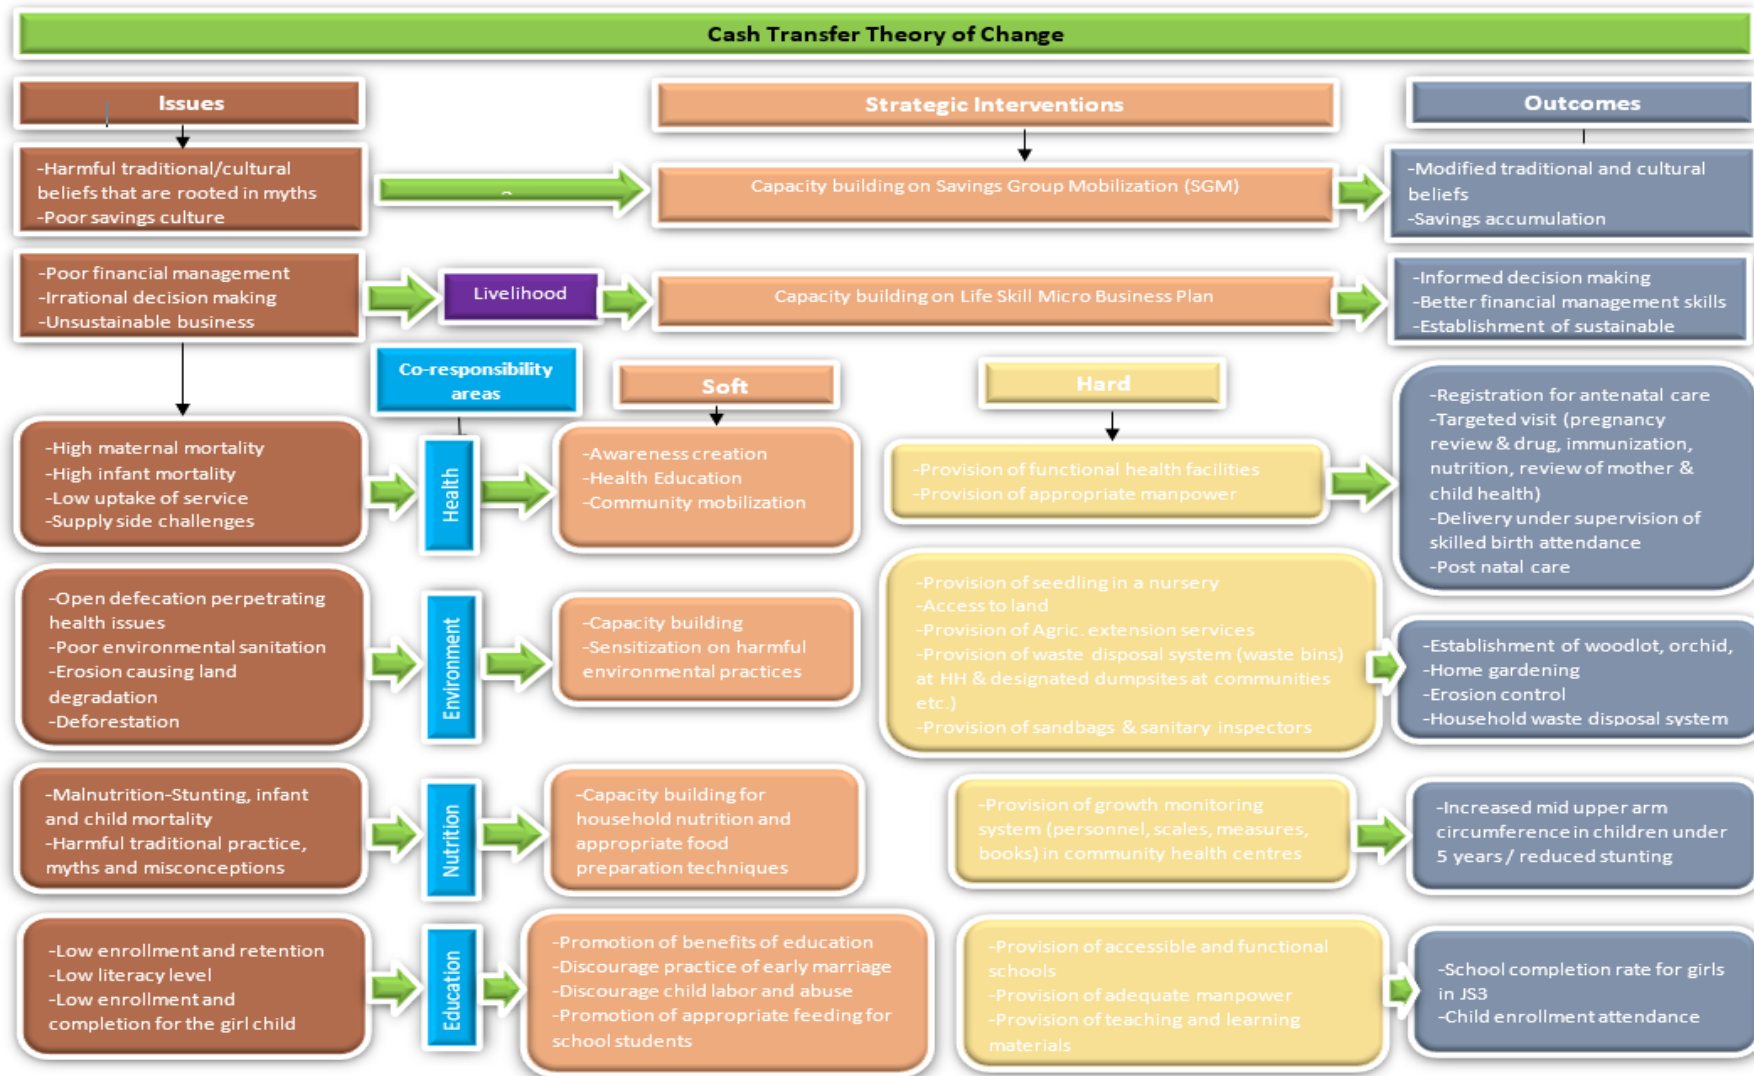 Cash Transfer Theory of Change
Issues
Strategic Interventions
Outcomes
-Harmful traditional/cultural
beliefs that are rooted in myths
-Poor savings culture
Capacity building on Savings Group Mobilization (SGM)
-Modified traditional and cultural
beliefs
-Savings accumulation
-Poor financial management
-Irrational decision making
-Unsustainable business
Livelihood
Capacity building on Life Skill Micro Business Plan
-Informed decision making
-Better financial management skills
-Establishment of sustainable
Co-responsibility
areas
Soft
Hard
-High maternal mortality
-High infant mortality
-Low uptake of service
-Supply side challenges
Health
-Awareness creation
-Health Education
-Community mobilization
-Provision of functional health facilities
-Provision of appropriate manpower
-Registration for antenatal care
-Targeted visit (pregnancy
review & drug, immunization,
nutrition, review of mother &
child health)
-Delivery under supervision of
skilled birth attendance
-Post natal care
-Open defecation perpetrating
health issues
-Poor environmental sanitation
-Erosion causing land
degradation
-Deforestation
Environment
-Capacity building
-Sensitization on harmful
environmental practices
-Provision of seedling in a nursery
-Access to land
-Provision of Agric. extension services
-Provision of waste disposal system (waste bins)
at HH & designated dumpsites at communities
etc.)
-Provision of sandbags & sanitary inspectors
-Establishment of woodlot, orchid,
-Home gardening
-Erosion control
-Household waste disposal system
-Malnutrition-Stunting, infant
and child mortality
-Harmful traditional practice,
myths and misconceptions
Nutrition
-Capacity building for
household nutrition and
appropriate food
preparation techniques
-Provision of growth monitoring
system (personnel, scales, measures,
books) in community health centres
-Increased mid upper arm
circumference in children under
5 years / reduced stunting
-Low enrollment and retention
-Low literacy level
-Low enrollment and
completion for the girl child
Education
-Promotion of benefits of education
-Discourage practice of early marriage
-Discourage child labor and abuse
-Promotion of appropriate feeding for
school students
-Provision of accessible and functional
schools
-Provision of adequate manpower
-Provision of teaching and learning
materials
-School completion rate for girls
in JS3
-Child enrollment attendance